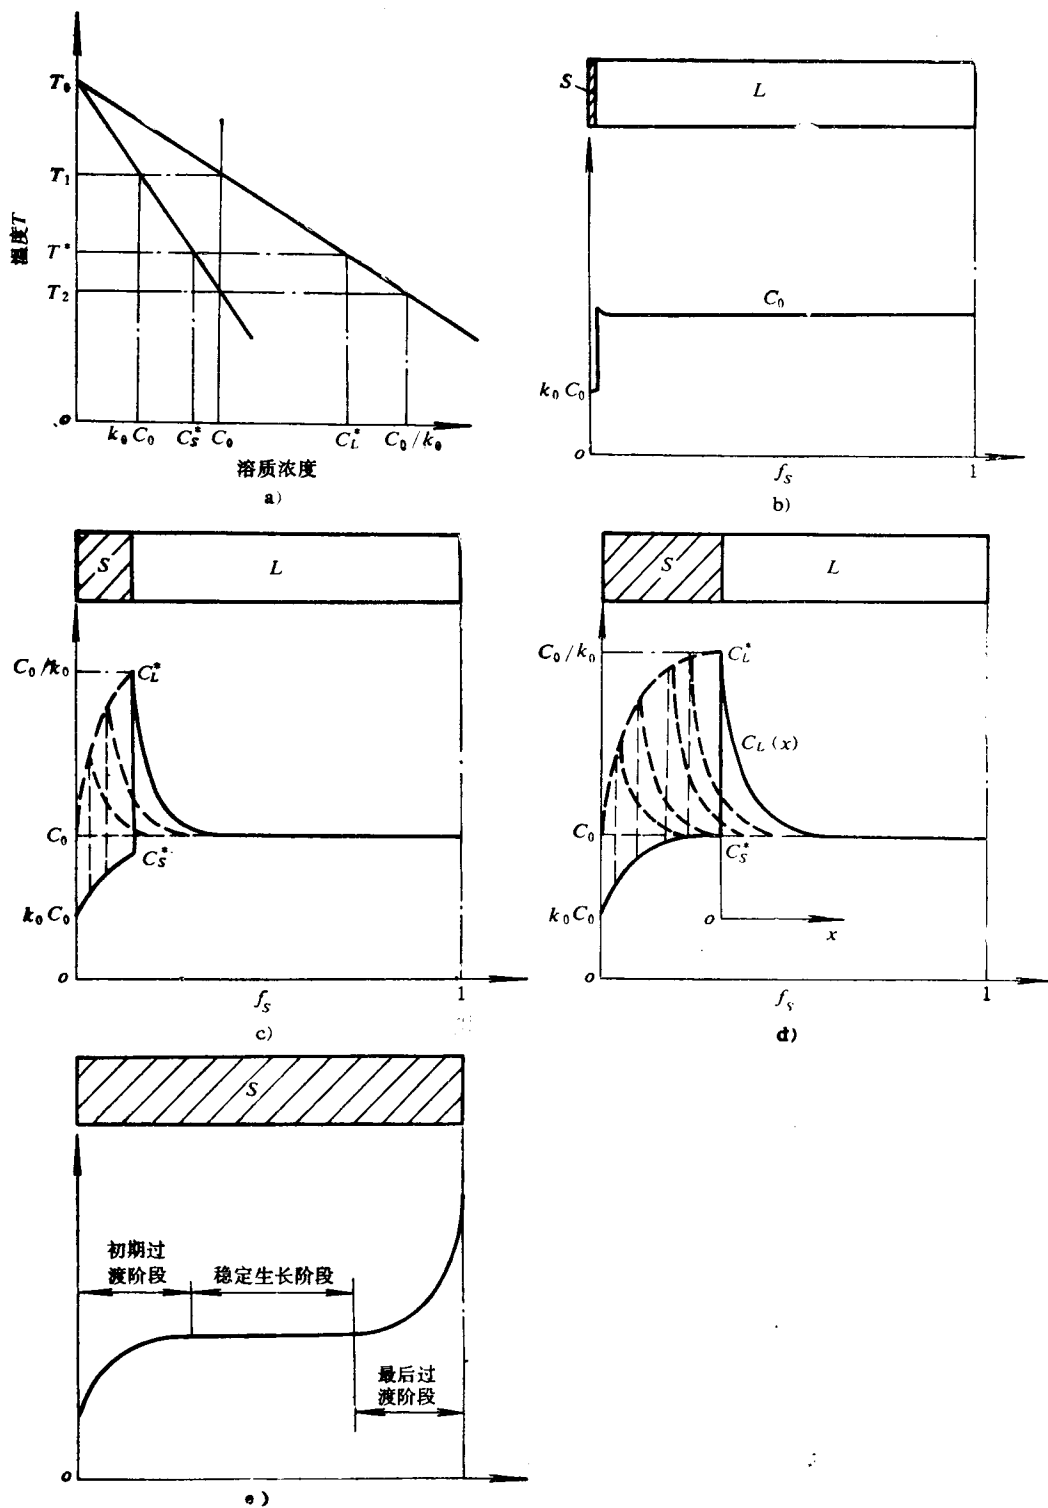 T₀
T₁
T*
T₂
温度T
o
k₀C₀
C_S*
C₀
C_L*
C₀/k₀
溶质浓度
a)
S
L
C₀
k₀C₀
o
f_S
1
b)
S
L
C₀/k₀
C_L*
C₀
C_S*
k₀C₀
o
f_S
1
c)
S
L
C₀/k₀
C_L*
C_L(x)
C₀
C_S*
k₀C₀
o
x
o
f_S
1
d)
S
初期过
渡阶段
稳定生长阶段
最后过
渡阶段
o
e)